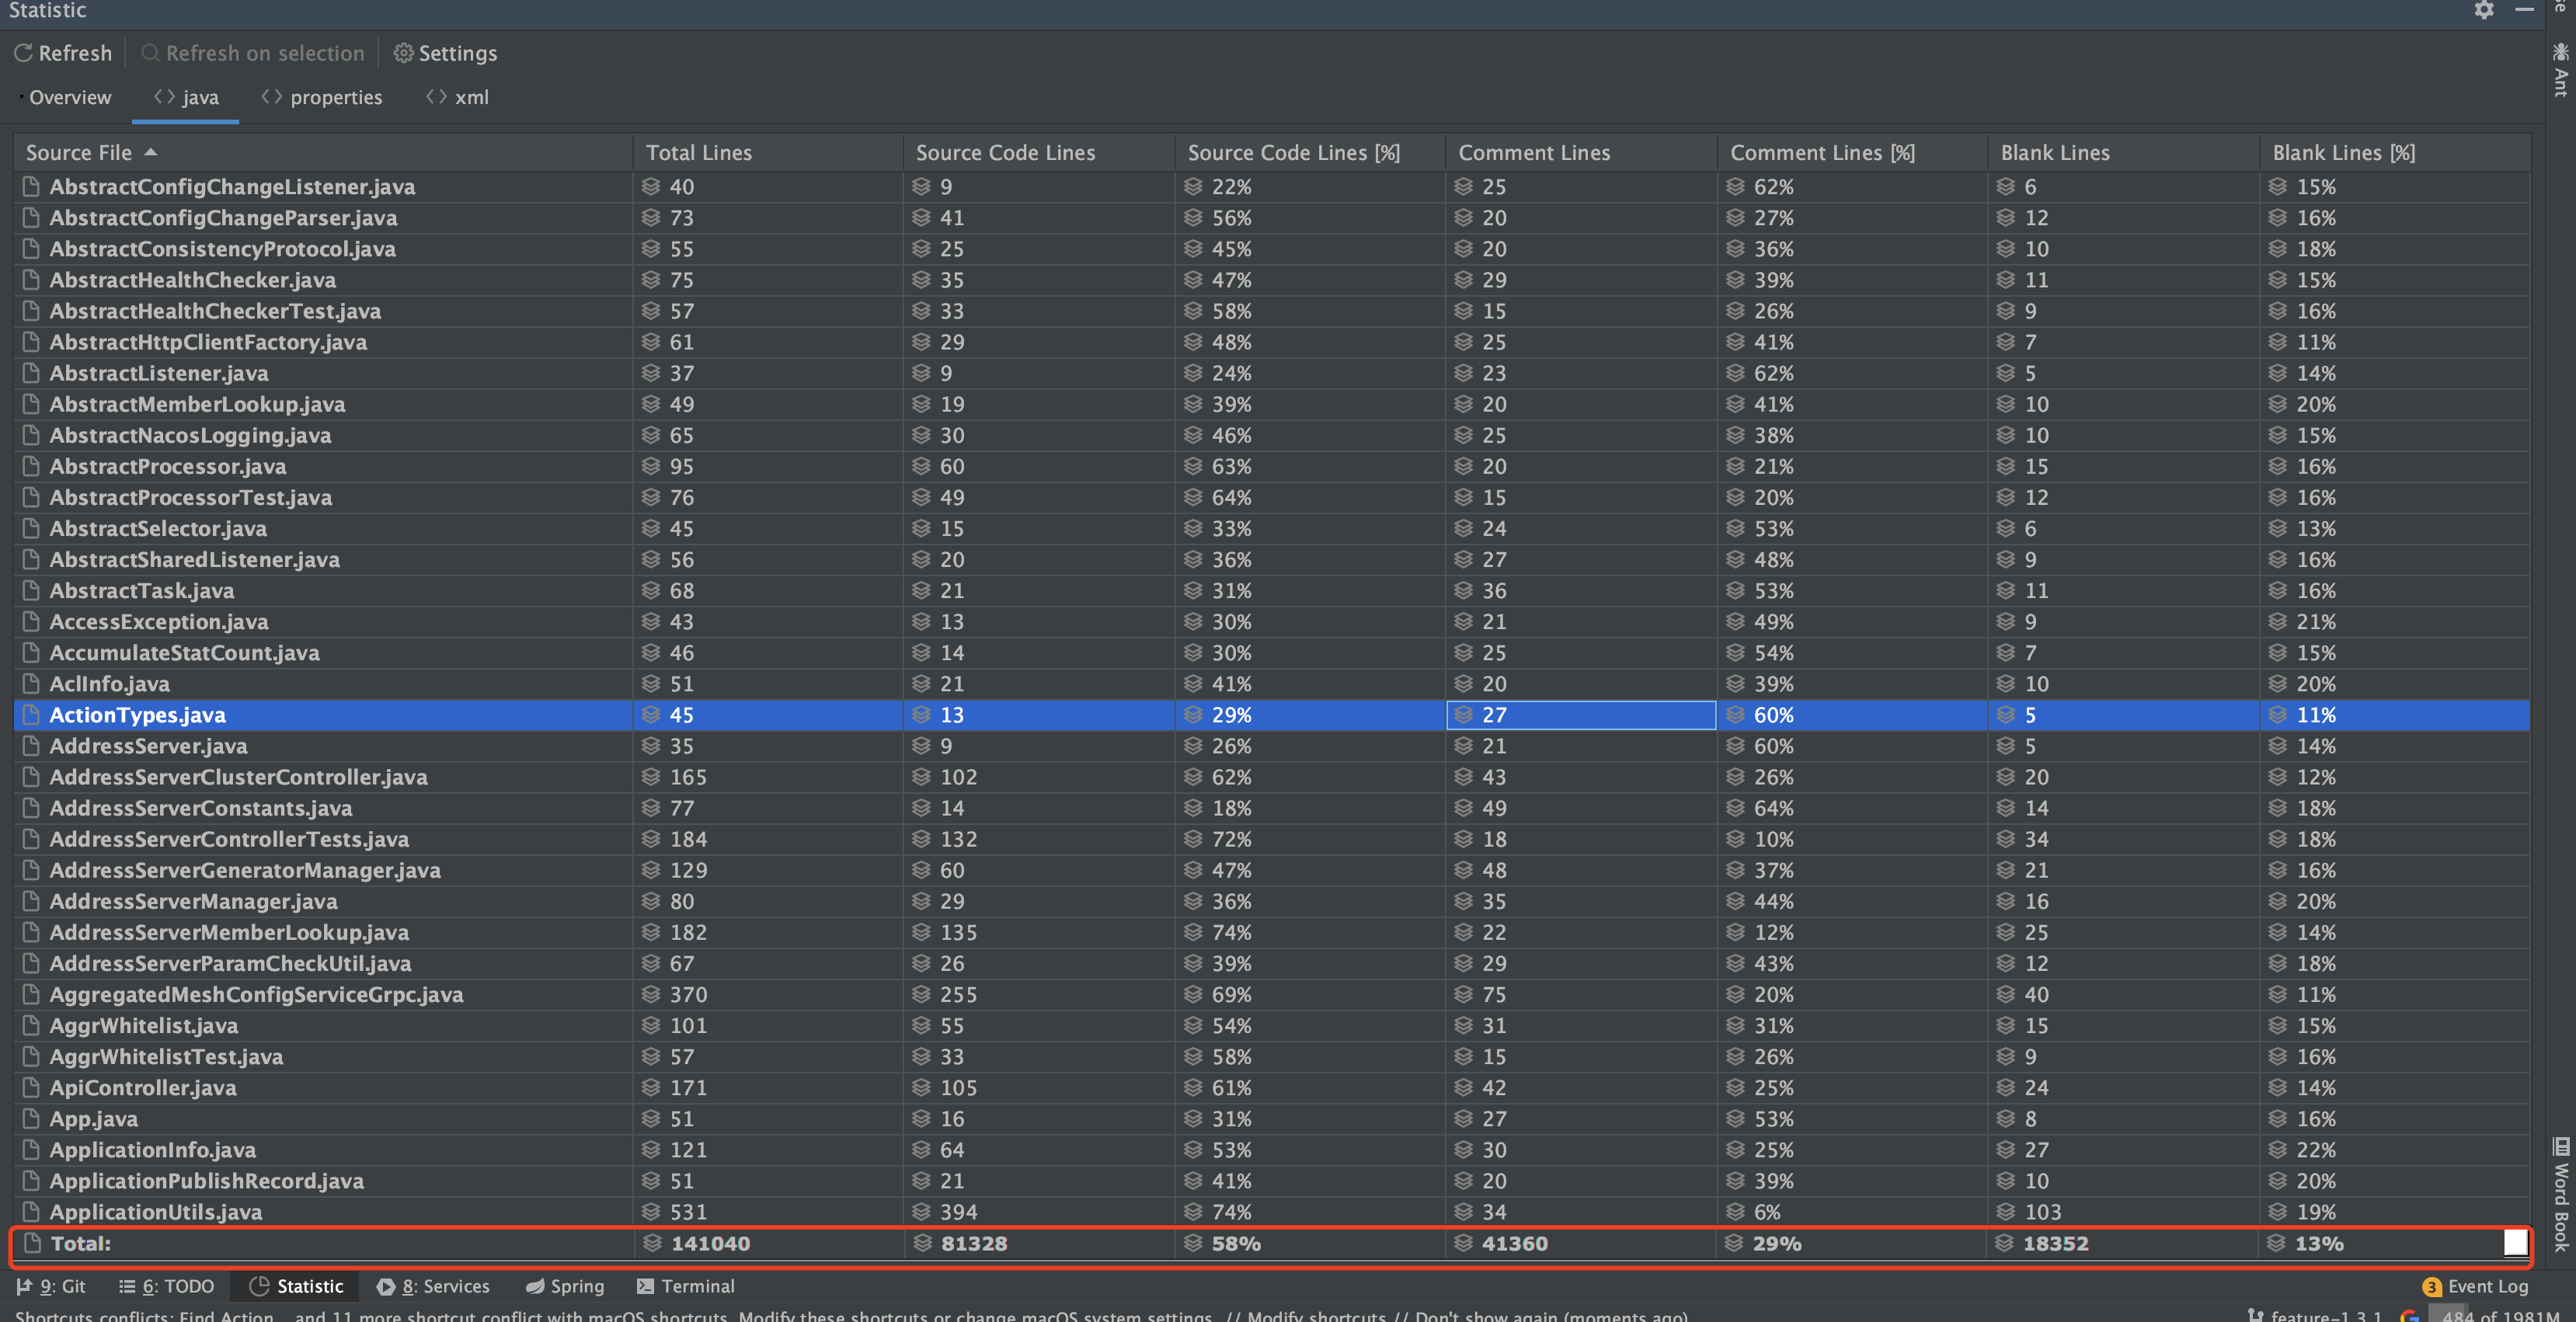 Statistic
Refresh Refresh on selection Settings
Overview java properties xml
Source File Total Lines Source Code Lines Source Code Lines [%] Comment Lines Comment Lines [%] Blank Lines Blank Lines [%]
AbstractConfigChangeListener.java 40 9 22% 25 62% 6 15%
AbstractConfigChangeParser.java 73 41 56% 20 27% 12 16%
AbstractConsistencyProtocol.java 55 25 45% 20 36% 10 18%
AbstractHealthChecker.java 75 35 47% 29 39% 11 15%
AbstractHealthCheckerTest.java 57 33 58% 15 26% 9 16%
AbstractHttpClientFactory.java 61 29 48% 25 41% 7 11%
AbstractListener.java 37 9 24% 23 62% 5 14%
AbstractMemberLookup.java 49 19 39% 20 41% 10 20%
AbstractNacosLogging.java 65 30 46% 25 38% 10 15%
AbstractProcessor.java 95 60 63% 20 21% 15 16%
AbstractProcessorTest.java 76 49 64% 15 20% 12 16%
AbstractSelector.java 45 15 33% 24 53% 6 13%
AbstractSharedListener.java 56 20 36% 27 48% 9 16%
AbstractTask.java 68 21 31% 36 53% 11 16%
AccessException.java 43 13 30% 21 49% 9 21%
AccumulateStatCount.java 46 14 30% 25 54% 7 15%
AclInfo.java 51 21 41% 20 39% 10 20%
ActionTypes.java 45 13 29% 27 60% 5 11%
AddressServer.java 35 9 26% 21 60% 5 14%
AddressServerClusterController.java 165 102 62% 43 26% 20 12%
AddressServerConstants.java 77 14 18% 49 64% 14 18%
AddressServerControllerTests.java 184 132 72% 18 10% 34 18%
AddressServerGeneratorManager.java 129 60 47% 48 37% 21 16%
AddressServerManager.java 80 29 36% 35 44% 16 20%
AddressServerMemberLookup.java 182 135 74% 22 12% 25 14%
AddressServerParamCheckUtil.java 67 26 39% 29 43% 12 18%
AggregatedMeshConfigServiceGrpc.java 370 255 69% 75 20% 40 11%
AggrWhitelist.java 101 55 54% 31 31% 15 15%
AggrWhitelistTest.java 57 33 58% 15 26% 9 16%
ApiController.java 171 105 61% 42 25% 24 14%
App.java 51 16 31% 27 53% 8 16%
ApplicationInfo.java 121 64 53% 30 25% 27 22%
ApplicationPublishRecord.java 51 21 41% 20 39% 10 20%
ApplicationUtils.java 531 394 74% 34 6% 103 19%
Total: 141040 81328 58% 41360 29% 18352 13%
9: Git 6: TODO Statistic 8: Services Spring Terminal 3 Event Log
Shortcuts conflicts: Find Action... and 11 more shortcut conflict with macOS shortcuts. Modify these shortcuts or change macOS system settings. // Modify shortcuts // Don't show again (moments ago) feature-1.3.1 484 of 1981M
Ant
Word Book